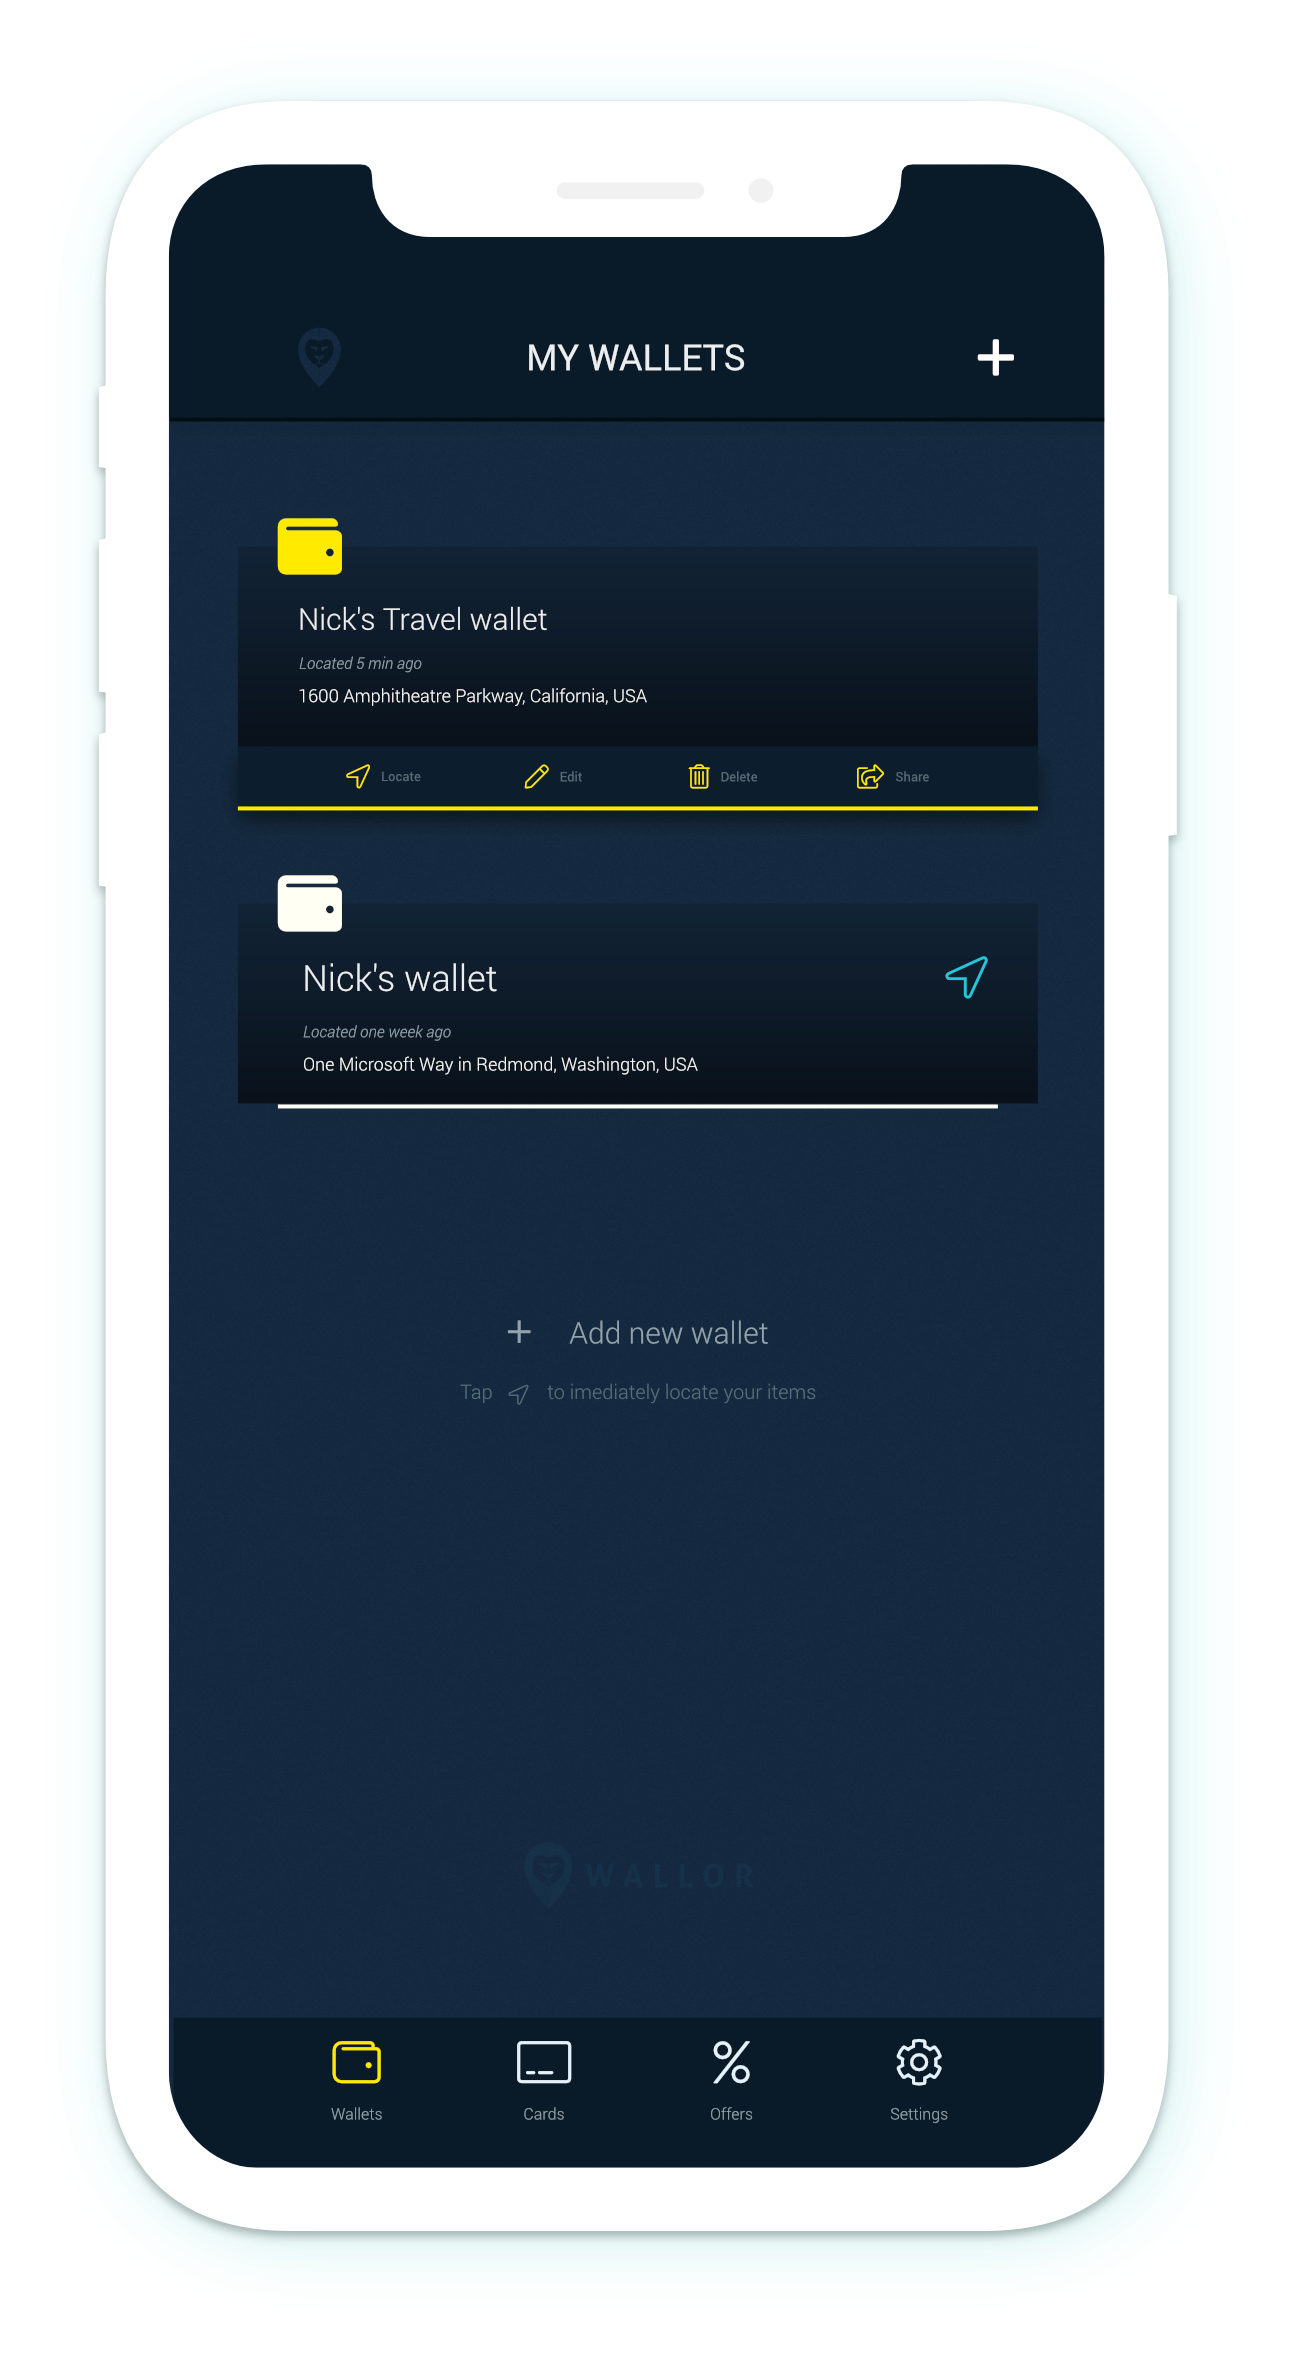 MY WALLETS
Nick's Travel wallet
Located 5 min ago
1600 Amphitheatre Parkway, California, USA
Locate Edit Delete Share
Nick's wallet
Located one week ago
One Microsoft Way in Redmond, Washington, USA
Add new wallet
Tap to imediately locate your items
WALLOR
Wallets Cards Offers Settings